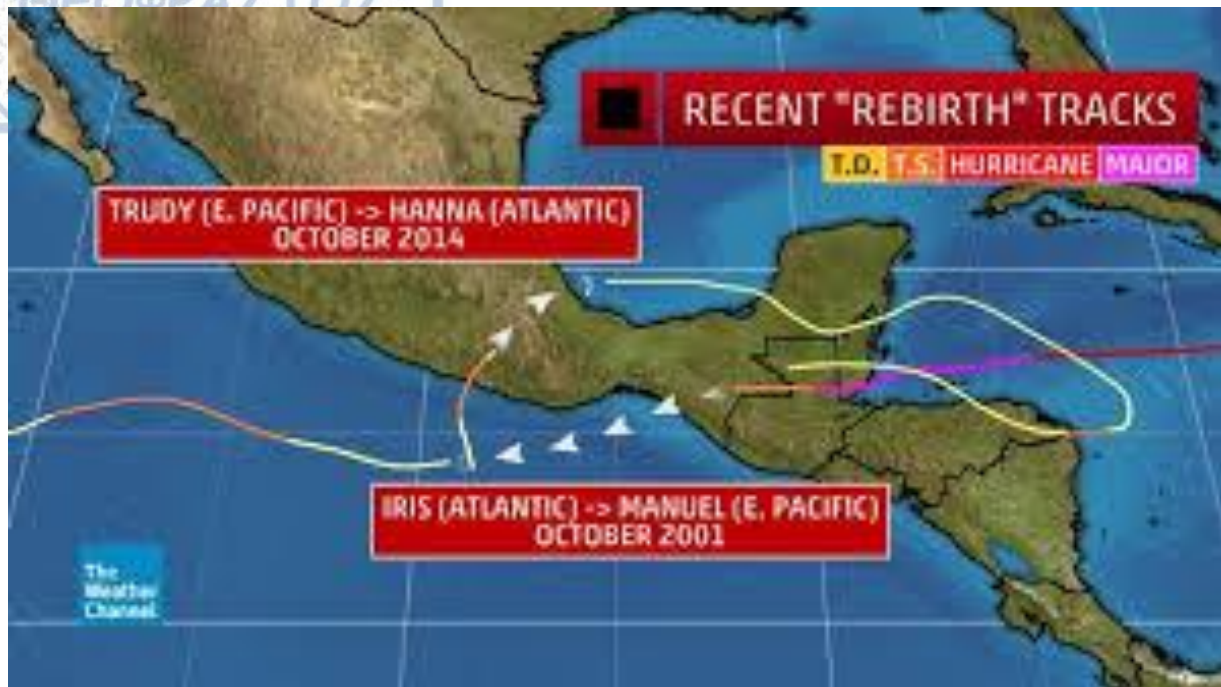 RECENT "REBIRTH" TRACKS
T.D. T.S. HURRICANE MAJOR
TRUDY (E. PACIFIC) -> HANNA (ATLANTIC)
OCTOBER 2014
IRIS (ATLANTIC) -> MANUEL (E. PACIFIC)
OCTOBER 2001
The
Weather
Channel